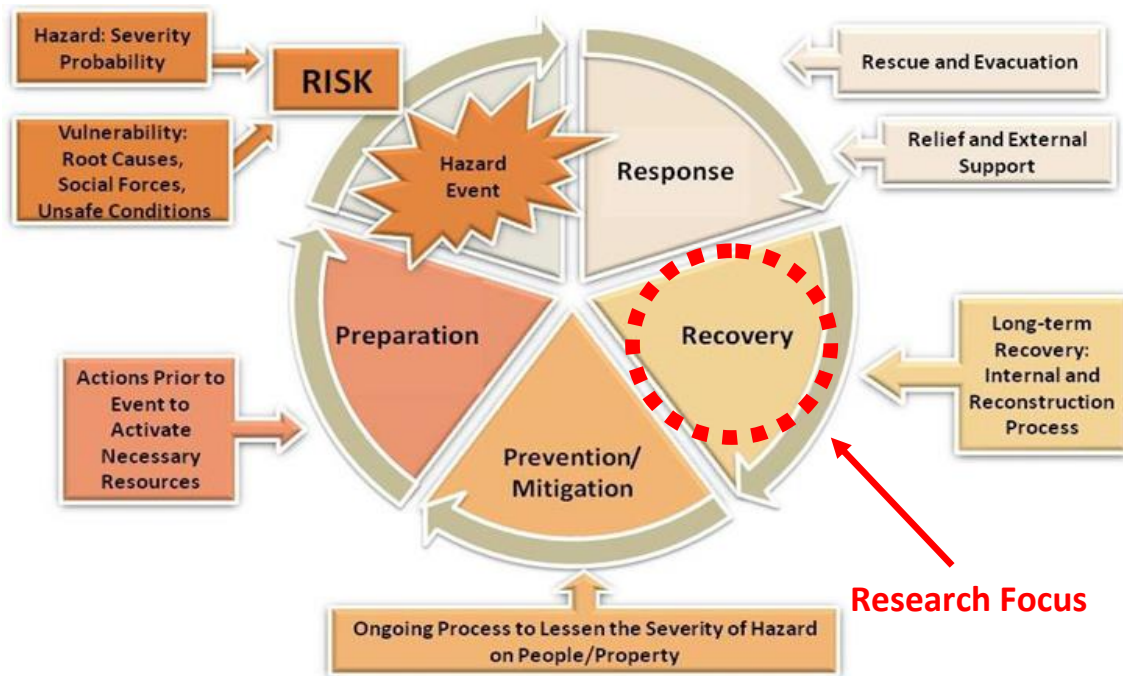 Hazard: Severity
Probability
RISK
Vulnerability:
Root Causes,
Social Forces,
Unsafe Conditions
Hazard
Event
Response
Rescue and Evacuation
Relief and External
Support
Preparation
Recovery
Long-term
Recovery:
Internal and
Reconstruction
Process
Actions Prior to
Event to
Activate
Necessary
Resources
Prevention/
Mitigation
Research Focus
Ongoing Process to Lessen the Severity of Hazard
on People/Property